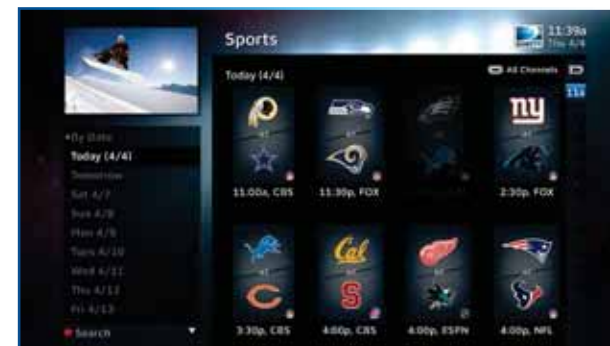 Sports
11:39a
Thu 4/4
Today (4/4)
All Channels
11a
By Date
Today (4/4)
Tomorrow
Sat 4/7
Sun 4/8
Mon 4/9
Tues 4/10
Wed 4/11
Thu 4/12
Fri 4/13
Search
ny
11:00a, CBS
11:30p, FOX
2:30p, FOX
Cal
C
S
3:30p, CBS
4:00p, CBS
4:00p, ESPN
4:00p, NFL